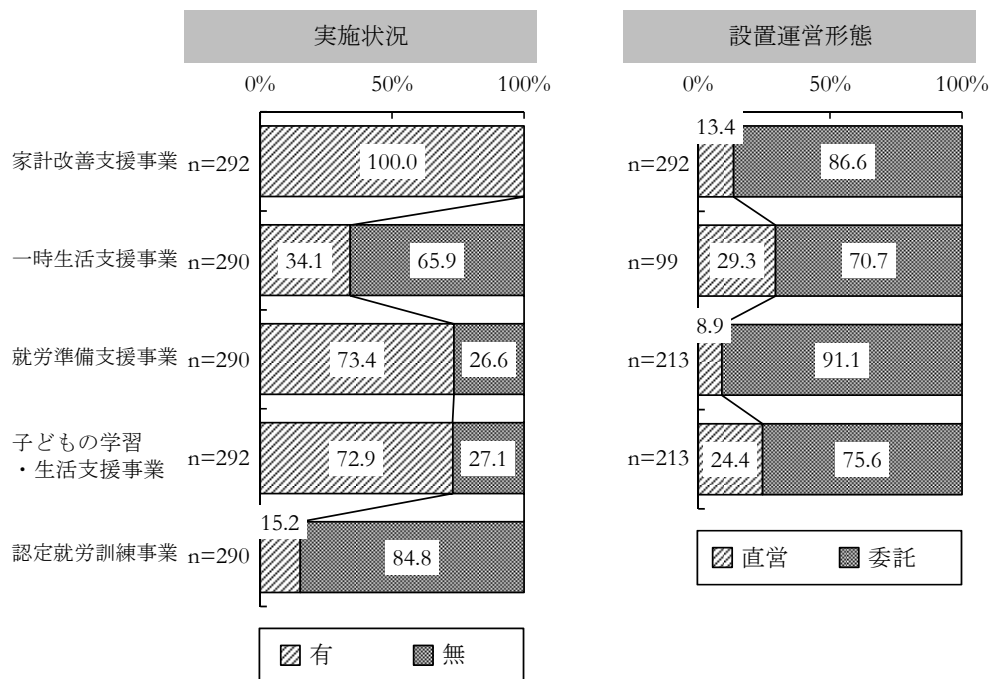 実施状況
設置運営形態
0% 50% 100%
0% 50% 100%
家計改善支援事業 n=292 100.0
n=292 13.4 86.6
一時生活支援事業 n=290 34.1 65.9
n=99 29.3 70.7
就労準備支援事業 n=290 73.4 26.6
n=213 8.9 91.1
子どもの学習
・生活支援事業 n=292 72.9 27.1
n=213 24.4 75.6
認定就労訓練事業 n=290 15.2 84.8
直営 委託
有 無